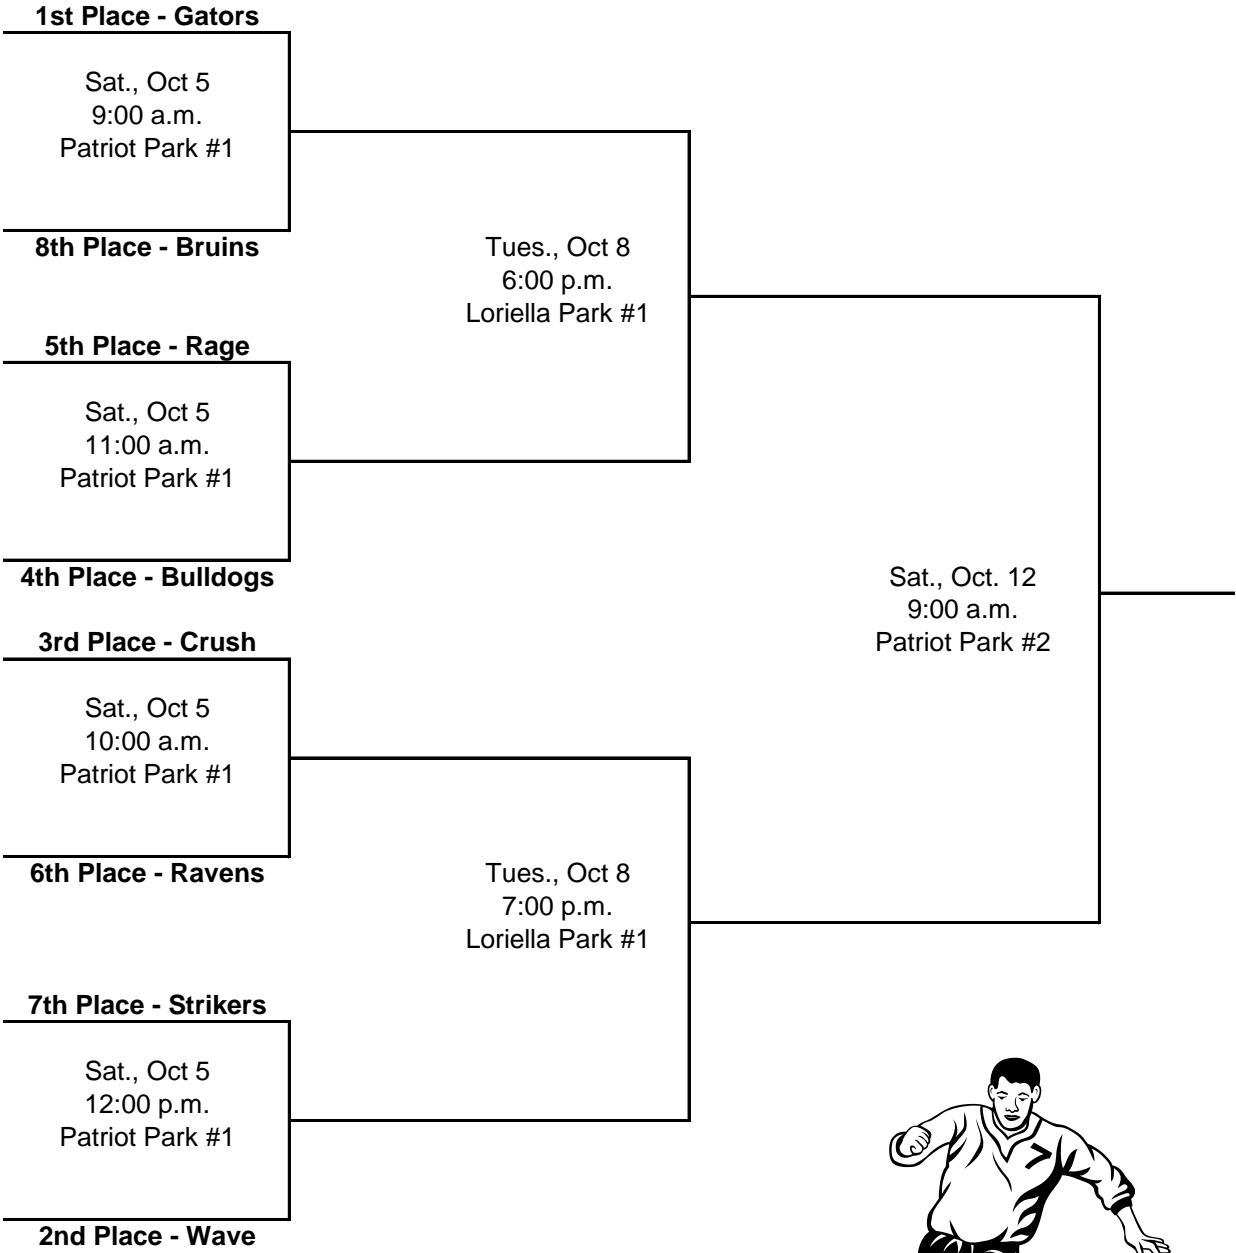 1st Place - Gators
Sat., Oct 5
9:00 a.m.
Patriot Park #1
8th Place - Bruins
Tues., Oct 8
6:00 p.m.
Loriella Park #1
5th Place - Rage
Sat., Oct 5
11:00 a.m.
Patriot Park #1
4th Place - Bulldogs
Sat., Oct. 12
9:00 a.m.
Patriot Park #2
3rd Place - Crush
Sat., Oct 5
10:00 a.m.
Patriot Park #1
6th Place - Ravens
Tues., Oct 8
7:00 p.m.
Loriella Park #1
7th Place - Strikers
Sat., Oct 5
12:00 p.m.
Patriot Park #1
2nd Place - Wave
7